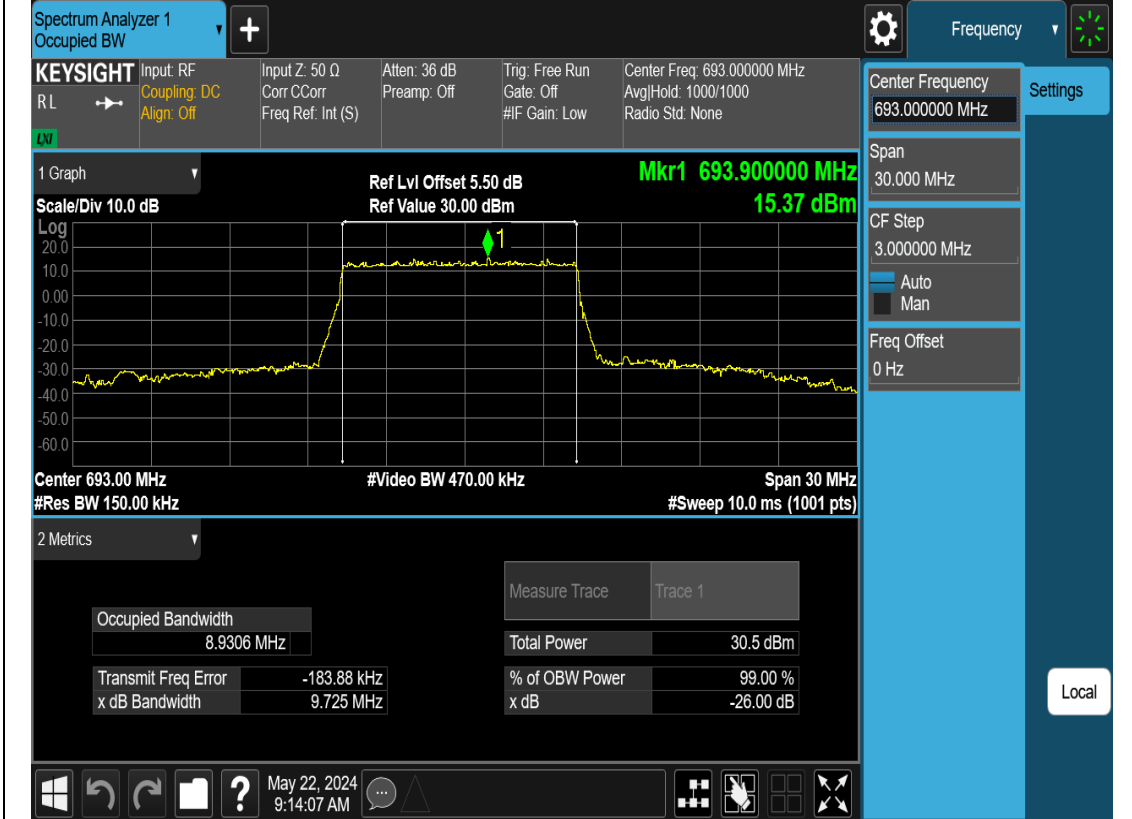 Spectrum Analyzer 1
Occupied BW
Frequency
KEYSIGHT
R L
LXI
Input: RF
Coupling: DC
Align: Off
Input Z: 50 Ω
Corr CCorr
Freq Ref: Int (S)
Atten: 36 dB
Preamp: Off
Trig: Free Run
Gate: Off
#IF Gain: Low
Center Freq: 693.000000 MHz
Avg|Hold: 1000/1000
Radio Std: None
Center Frequency
693.000000 MHz
Settings
Span
30.000 MHz
CF Step
3.000000 MHz
Auto
Man
Freq Offset
0 Hz
Local
1 Graph
Scale/Div 10.0 dB
Ref Lvl Offset 5.50 dB
Ref Value 30.00 dBm
Mkr1 693.900000 MHz
15.37 dBm
Log
20.0
10.0
0.00
-10.0
-20.0
-30.0
-40.0
-50.0
-60.0
1
Center 693.00 MHz
#Res BW 150.00 kHz
#Video BW 470.00 kHz
Span 30 MHz
#Sweep 10.0 ms (1001 pts)
2 Metrics
Measure Trace Trace 1
Occupied Bandwidth
8.9306 MHz
Total Power 30.5 dBm
Transmit Freq Error -183.88 kHz
% of OBW Power 99.00 %
x dB Bandwidth 9.725 MHz
x dB -26.00 dB
May 22, 2024
9:14:07 AM